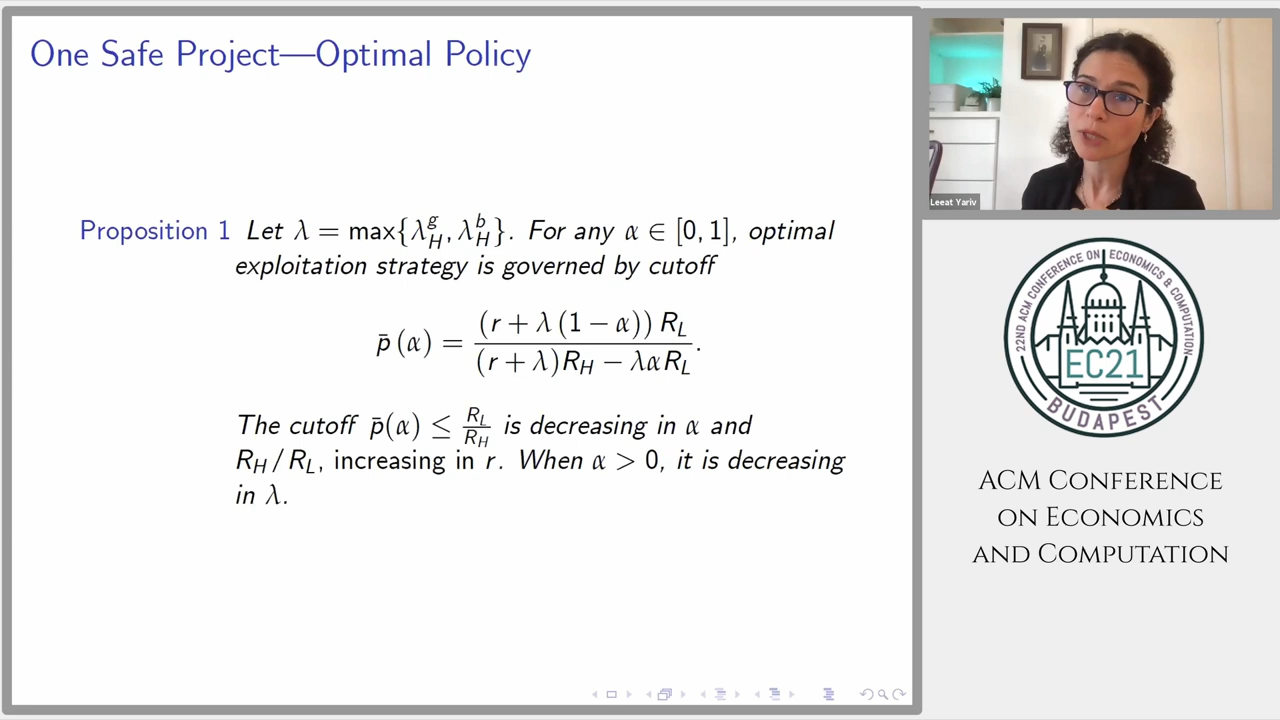 One Safe Project—Optimal Policy
Proposition 1 Let λ = max{λ_H^g, λ_H^b}. For any α ∈ [0, 1], optimal
exploitation strategy is governed by cutoff
p̄(α) = (r + λ(1 − α)) R_L / ((r + λ)R_H − λαR_L).
The cutoff p̄(α) ≤ R_L/R_H is decreasing in α and
R_H/R_L, increasing in r. When α > 0, it is decreasing
in λ.
Leeat Yariv
22ND ACM CONFERENCE ON ECONOMICS & COMPUTATION
EC21
BUDAPEST
ACM Conference
on Economics
and Computation